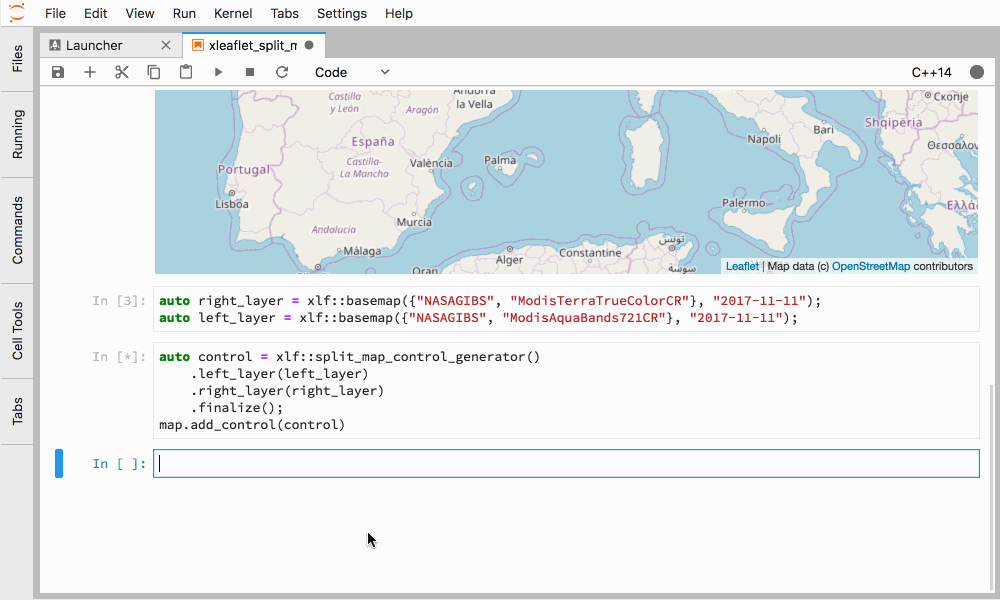 File Edit View Run Kernel Tabs Settings Help
Files
Running
Commands
Cell Tools
Tabs
Launcher
xleaflet_split_m
Code
C++14
Andorra
la Vella
Castilla
y León
Aragón
España
Castilla-
La Mancha
València
Palma
Portugal
Lisboa
Murcia
Andalucía
Málaga
Oran
Alger
Constantine
تونس
سوسة
Napoli
Bari
Palermo
Скопје
Shqipëria
Θεσσαλον
Ελλά
Leaflet | Map data (c) OpenStreetMap contributors
In [3]:
auto right_layer = xlf::basemap({"NASAGIBS", "ModisTerraTrueColorCR"}, "2017-11-11");
auto left_layer = xlf::basemap({"NASAGIBS", "ModisAquaBands721CR"}, "2017-11-11");
In [*]:
auto control = xlf::split_map_control_generator()
.left_layer(left_layer)
.right_layer(right_layer)
.finalize();
map.add_control(control)
In [ ]: